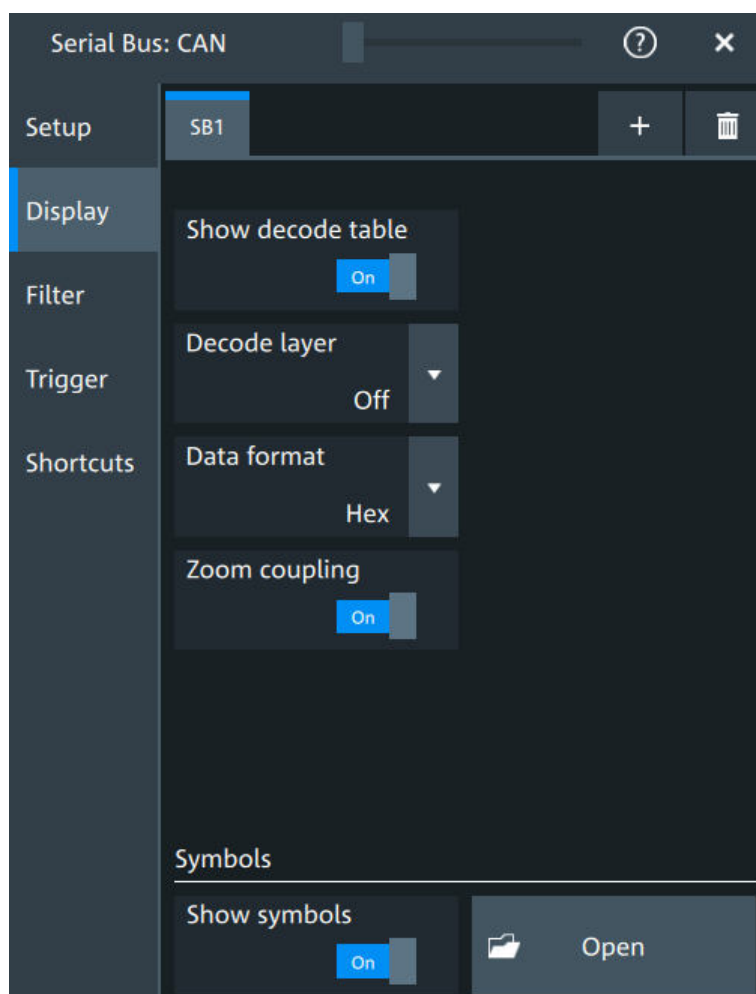 Serial Bus: CAN
?
Setup
SB1
+
Display
Show decode table
On
Filter
Decode layer
Off
Trigger
Data format
Hex
Shortcuts
Zoom coupling
On
Symbols
Show symbols
On
Open